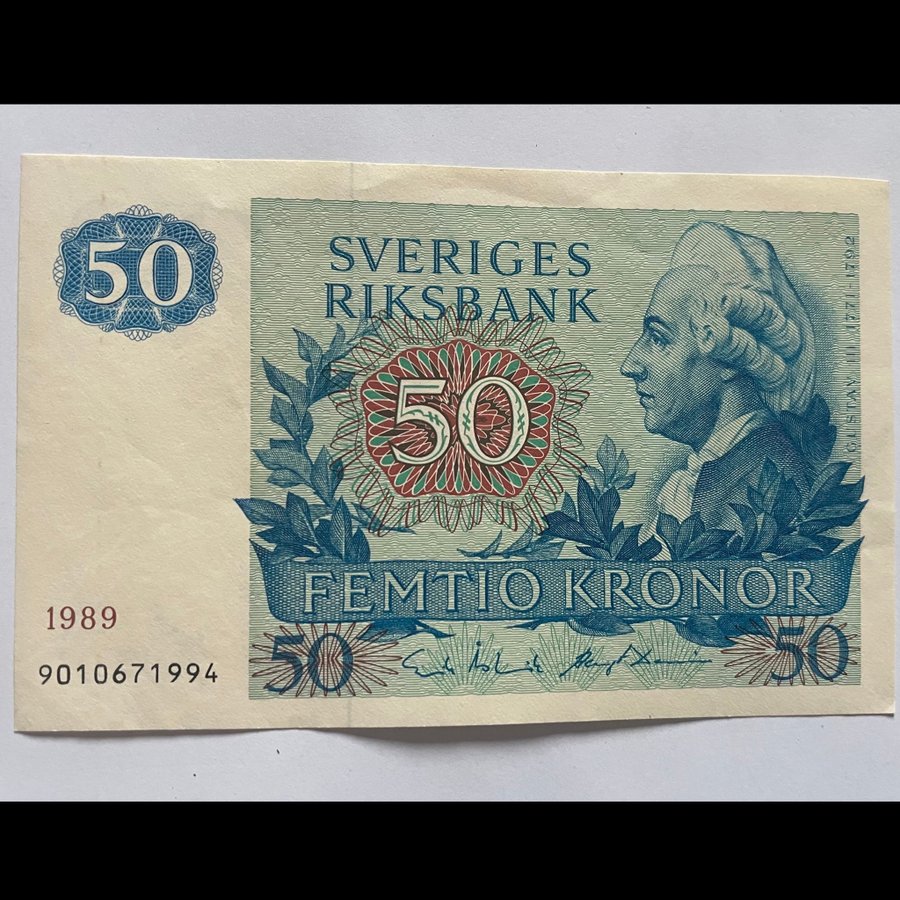 50
SVERIGES
RIKSBANK
50
GUSTAV III 1771-1792
FEMTIO KRONOR
1989
9010671994
50
50